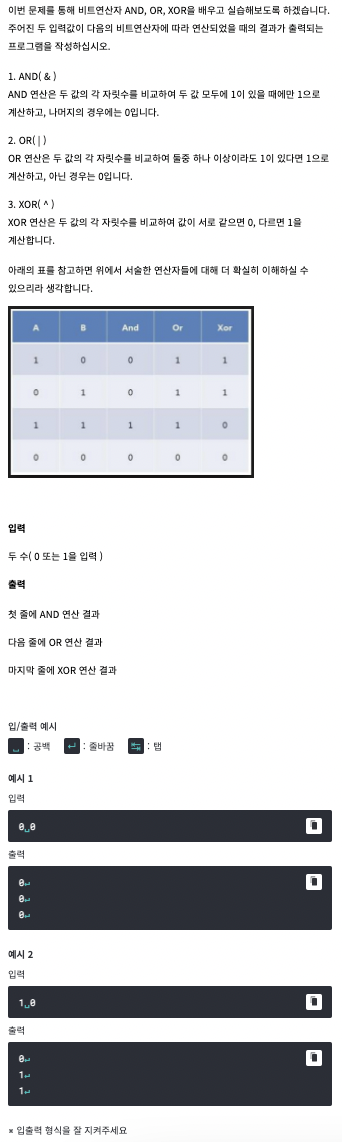 이번 문제를 통해 비트연산자 AND, OR, XOR을 배우고 실습해보도록 하겠습니다.
주어진 두 입력값이 다음의 비트연산자에 따라 연산되었을 때의 결과가 출력되는
프로그램을 작성하십시오.
1. AND( & )
AND 연산은 두 값의 각 자릿수를 비교하여 두 값 모두에 1이 있을 때에만 1으로
계산하고, 나머지의 경우에는 0입니다.
2. OR( | )
OR 연산은 두 값의 각 자릿수를 비교하여 둘중 하나 이상이라도 1이 있다면 1으로
계산하고, 아닌 경우는 0입니다.
3. XOR( ^ )
XOR 연산은 두 값의 각 자릿수를 비교하여 값이 서로 같으면 0, 다르면 1을
계산합니다.
아래의 표를 참고하면 위에서 서술한 연산자들에 대해 더 확실히 이해하실 수
있으리라 생각합니다.
A B And Or Xor
1 0 0 1 1
0 1 0 1 1
1 1 1 1 0
0 0 0 0 0
입력
두 수( 0 또는 1을 입력 )
출력
첫 줄에 AND 연산 결과
다음 줄에 OR 연산 결과
마지막 줄에 XOR 연산 결과
입/출력 예시
␣ : 공백 ↵ : 줄바꿈 ↹ : 탭
예시 1
입력
0␣0
출력
0↵
0↵
0↵
예시 2
입력
1␣0
출력
0↵
1↵
1↵
※ 입출력 형식을 잘 지켜주세요